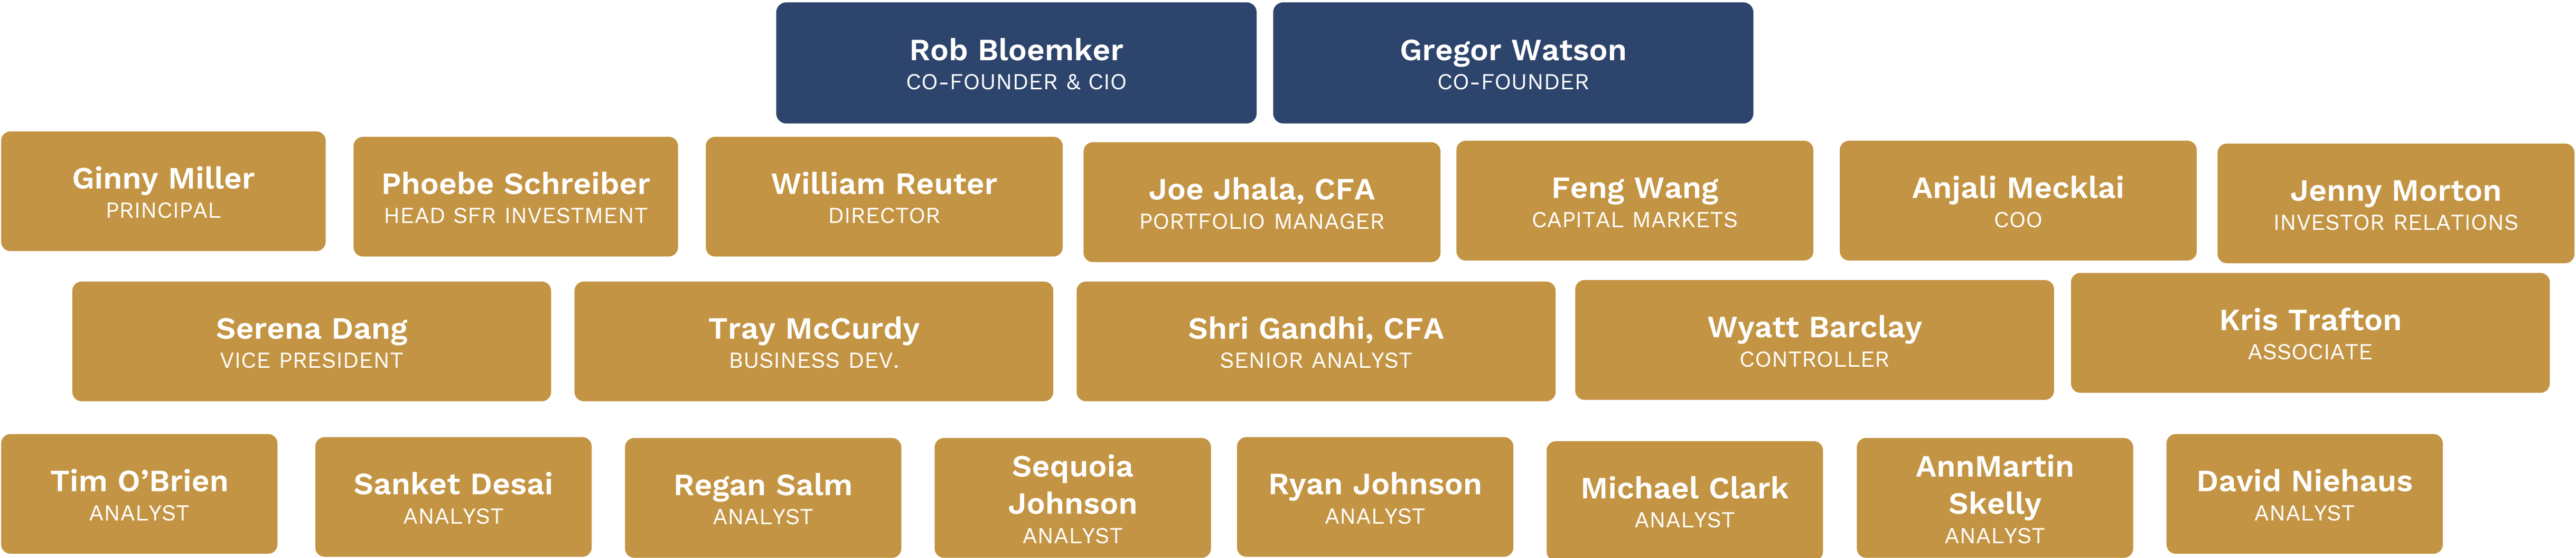 Rob Bloemker
CO-FOUNDER & CIO
Gregor Watson
CO-FOUNDER
Ginny Miller
PRINCIPAL
Phoebe Schreiber
HEAD SFR INVESTMENT
William Reuter
DIRECTOR
Joe Jhala, CFA
PORTFOLIO MANAGER
Feng Wang
CAPITAL MARKETS
Anjali Mecklai
COO
Jenny Morton
INVESTOR RELATIONS
Serena Dang
VICE PRESIDENT
Tray McCurdy
BUSINESS DEV.
Shri Gandhi, CFA
SENIOR ANALYST
Wyatt Barclay
CONTROLLER
Kris Trafton
ASSOCIATE
Tim O’Brien
ANALYST
Sanket Desai
ANALYST
Regan Salm
ANALYST
Sequoia
Johnson
ANALYST
Ryan Johnson
ANALYST
Michael Clark
ANALYST
AnnMartin
Skelly
ANALYST
David Niehaus
ANALYST